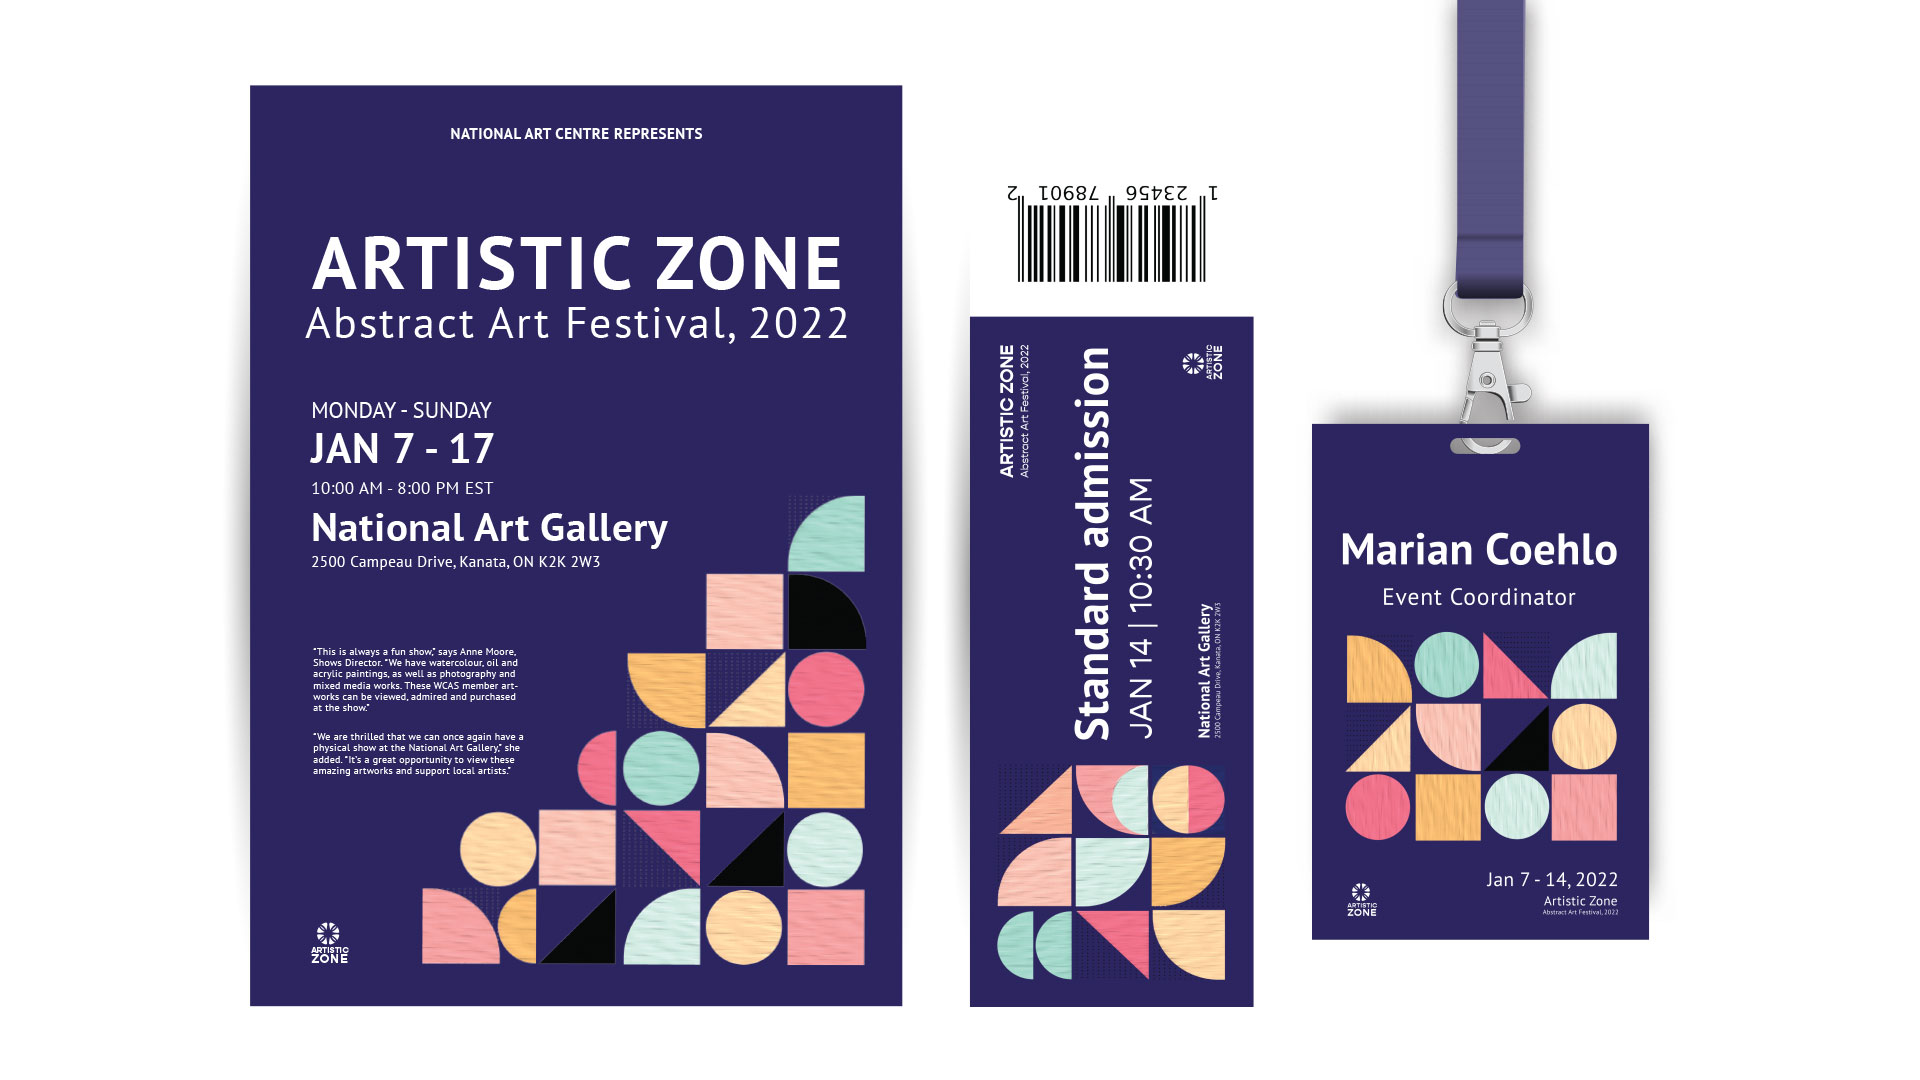 NATIONAL ART CENTRE REPRESENTS
ARTISTIC ZONE
Abstract Art Festival, 2022
MONDAY - SUNDAY
JAN 7 - 17
10:00 AM - 8:00 PM EST
National Art Gallery
2500 Campeau Drive, Kanata, ON K2K 2W3
"This is always a fun show," says Anne Moore,
Shows Director. "We have watercolour, oil and
acrylic paintings, as well as photography and
mixed media works. These WCAS member art-
works can be viewed, admired and purchased
at the show."
"We are thrilled that we can once again have a
physical show at the National Art Gallery," she
added. "It's a great opportunity to view these
amazing artworks and support local artists."
ARTISTIC
ZONE
1 23456 78901 2
ARTISTIC ZONE
Abstract Art Festival, 2022
Standard admission
JAN 14 | 10:30 AM
National Art Gallery
2500 Campeau Drive, Kanata, ON K2K 2W3
ARTISTIC
ZONE
Marian Coehlo
Event Coordinator
Jan 7 - 14, 2022
Artistic Zone
Abstract Art Festival, 2022
ARTISTIC
ZONE